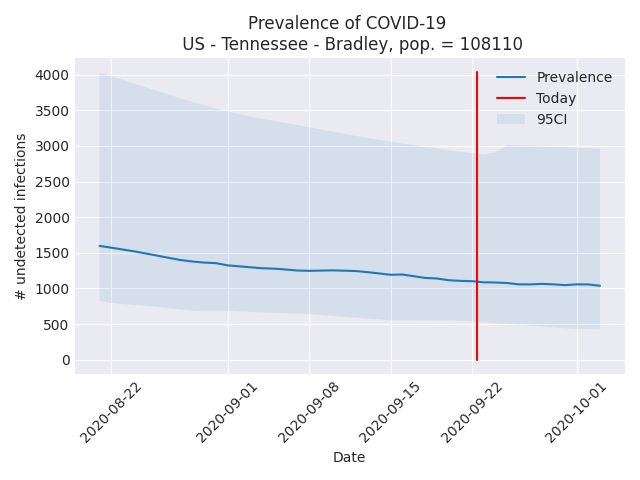 Prevalence of COVID-19
US - Tennessee - Bradley, pop. = 108110
4000
3500
3000
2500
2000
1500
1000
500
0
# undetected infections
Prevalence
Today
95CI
2020-08-22
2020-09-01
2020-09-08
2020-09-15
2020-09-22
2020-10-01
Date